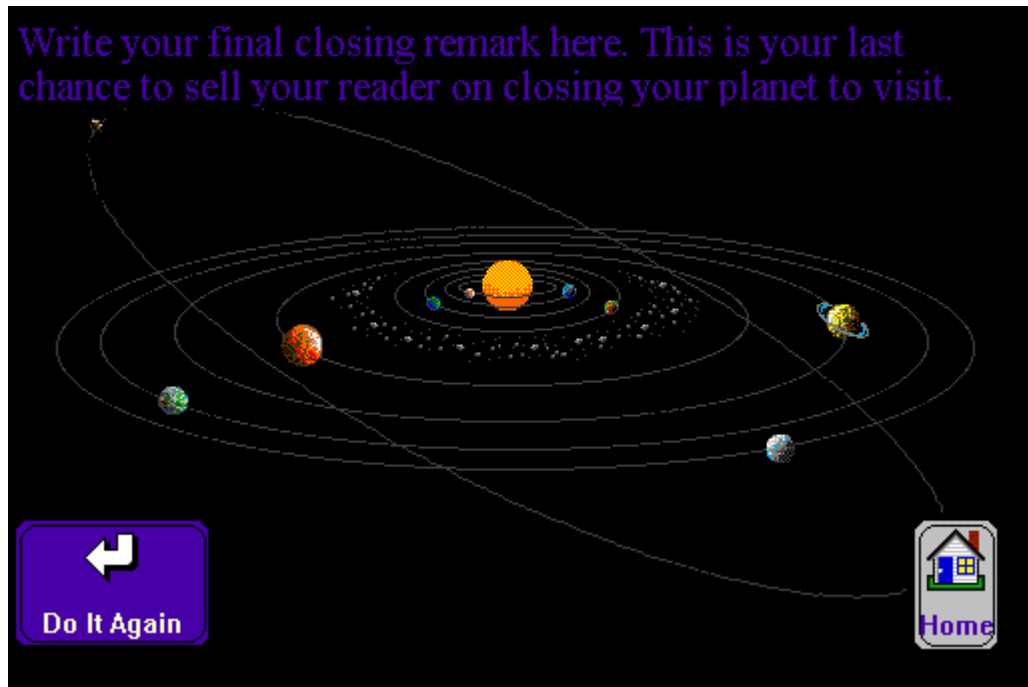 Write your final closing remark here. This is your last
chance to sell your reader on closing your planet to visit.
Do It Again
Home